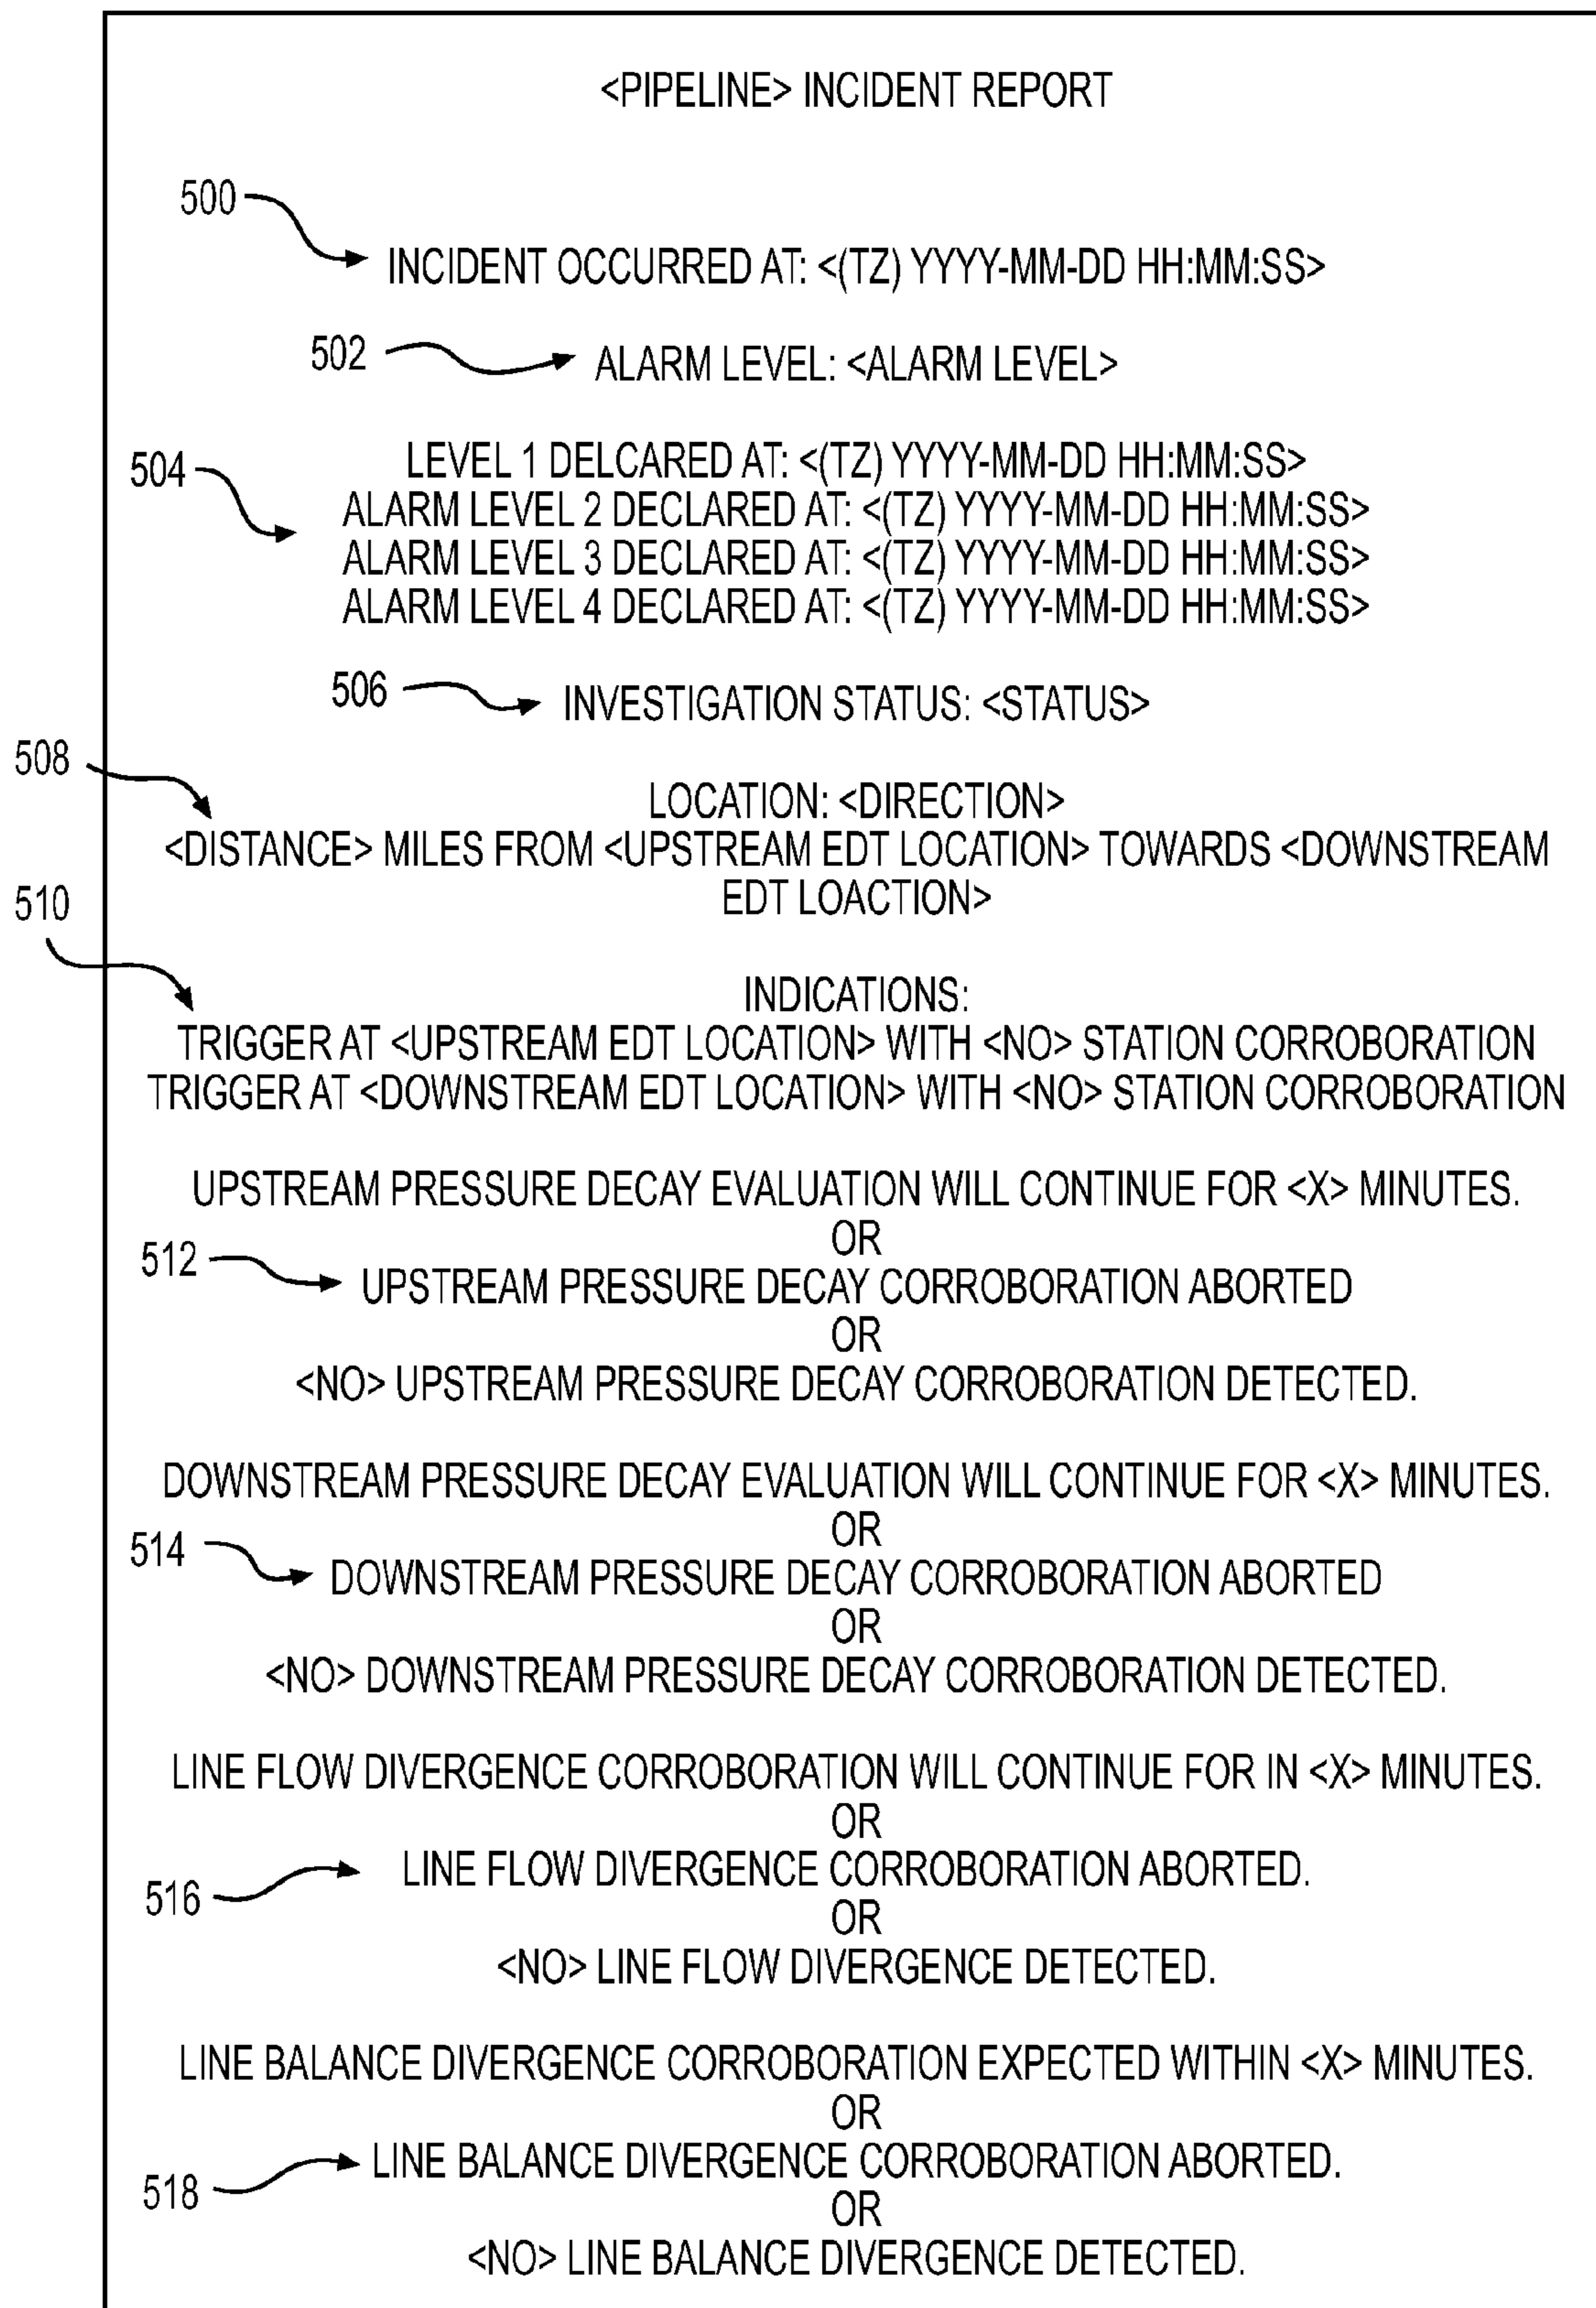 <PIPELINE> INCIDENT REPORT
500
INCIDENT OCCURRED AT: <(TZ) YYYY-MM-DD HH:MM:SS>
502
ALARM LEVEL: <ALARM LEVEL>
504
LEVEL 1 DELCARED AT: <(TZ) YYYY-MM-DD HH:MM:SS>
ALARM LEVEL 2 DECLARED AT: <(TZ) YYYY-MM-DD HH:MM:SS>
ALARM LEVEL 3 DECLARED AT: <(TZ) YYYY-MM-DD HH:MM:SS>
ALARM LEVEL 4 DECLARED AT: <(TZ) YYYY-MM-DD HH:MM:SS>
506
INVESTIGATION STATUS: <STATUS>
508
LOCATION: <DIRECTION>
<DISTANCE> MILES FROM <UPSTREAM EDT LOCATION> TOWARDS <DOWNSTREAM
EDT LOACTION>
510
INDICATIONS:
TRIGGER AT <UPSTREAM EDT LOCATION> WITH <NO> STATION CORROBORATION
TRIGGER AT <DOWNSTREAM EDT LOCATION> WITH <NO> STATION CORROBORATION
UPSTREAM PRESSURE DECAY EVALUATION WILL CONTINUE FOR <X> MINUTES.
OR
512
UPSTREAM PRESSURE DECAY CORROBORATION ABORTED
OR
<NO> UPSTREAM PRESSURE DECAY CORROBORATION DETECTED.
DOWNSTREAM PRESSURE DECAY EVALUATION WILL CONTINUE FOR <X> MINUTES.
OR
514
DOWNSTREAM PRESSURE DECAY CORROBORATION ABORTED
OR
<NO> DOWNSTREAM PRESSURE DECAY CORROBORATION DETECTED.
LINE FLOW DIVERGENCE CORROBORATION WILL CONTINUE FOR IN <X> MINUTES.
OR
516
LINE FLOW DIVERGENCE CORROBORATION ABORTED.
OR
<NO> LINE FLOW DIVERGENCE DETECTED.
LINE BALANCE DIVERGENCE CORROBORATION EXPECTED WITHIN <X> MINUTES.
OR
518
LINE BALANCE DIVERGENCE CORROBORATION ABORTED.
OR
<NO> LINE BALANCE DIVERGENCE DETECTED.